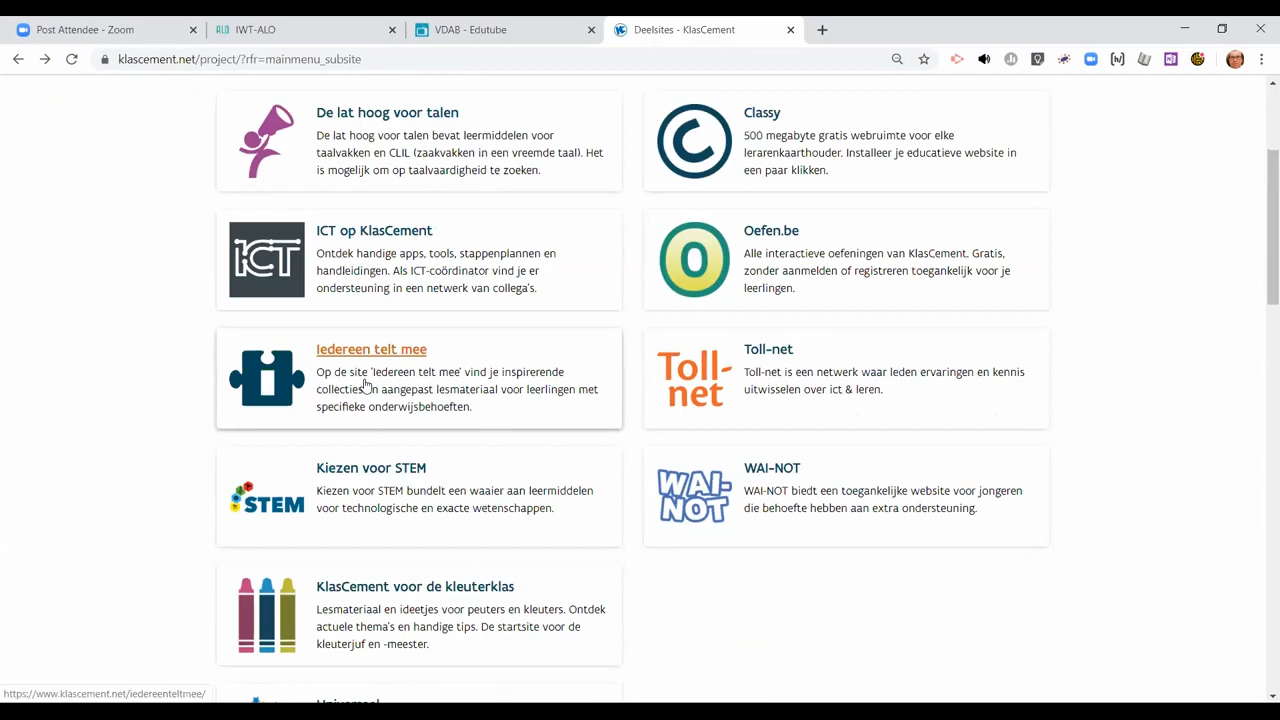 Post Attendee - Zoom
IWT-ALO
VDAB - Edutube
Deelsites - KlasCement
klascement.net/project/?rfr=mainmenu_subsite
De lat hoog voor talen
De lat hoog voor talen bevat leermiddelen voor
taalvakken en CLIL (zaakvakken in een vreemde taal). Het
is mogelijk om op taalvaardigheid te zoeken.
Classy
500 megabyte gratis webruimte voor elke
lerarenkaarthouder. Installeer je educatieve website in
een paar klikken.
ICT
ICT op KlasCement
Ontdek handige apps, tools, stappenplannen en
handleidingen. Als ICT-coördinator vind je er
ondersteuning in een netwerk van collega's.
Oefen.be
Alle interactieve oefeningen van KlasCement. Gratis,
zonder aanmelden of registreren toegankelijk voor je
leerlingen.
Iedereen telt mee
Op de site 'Iedereen telt mee' vind je inspirerende
collecties aangepast lesmateriaal voor leerlingen met
specifieke onderwijsbehoeften.
Toll-
net
Toll-net
Toll-net is een netwerk waar leden ervaringen en kennis
uitwisselen over ict & leren.
STEM
Kiezen voor STEM
Kiezen voor STEM bundelt een waaier aan leermiddelen
voor technologische en exacte wetenschappen.
WAI-
NOT
WAI-NOT
WAI-NOT biedt een toegankelijke website voor jongeren
die behoefte hebben aan extra ondersteuning.
KlasCement voor de kleuterklas
Lesmateriaal en ideetjes voor peuters en kleuters. Ontdek
actuele thema's en handige tips. De startsite voor de
kleuterjuf en -meester.
https://www.klascement.net/iedereenteltmee/